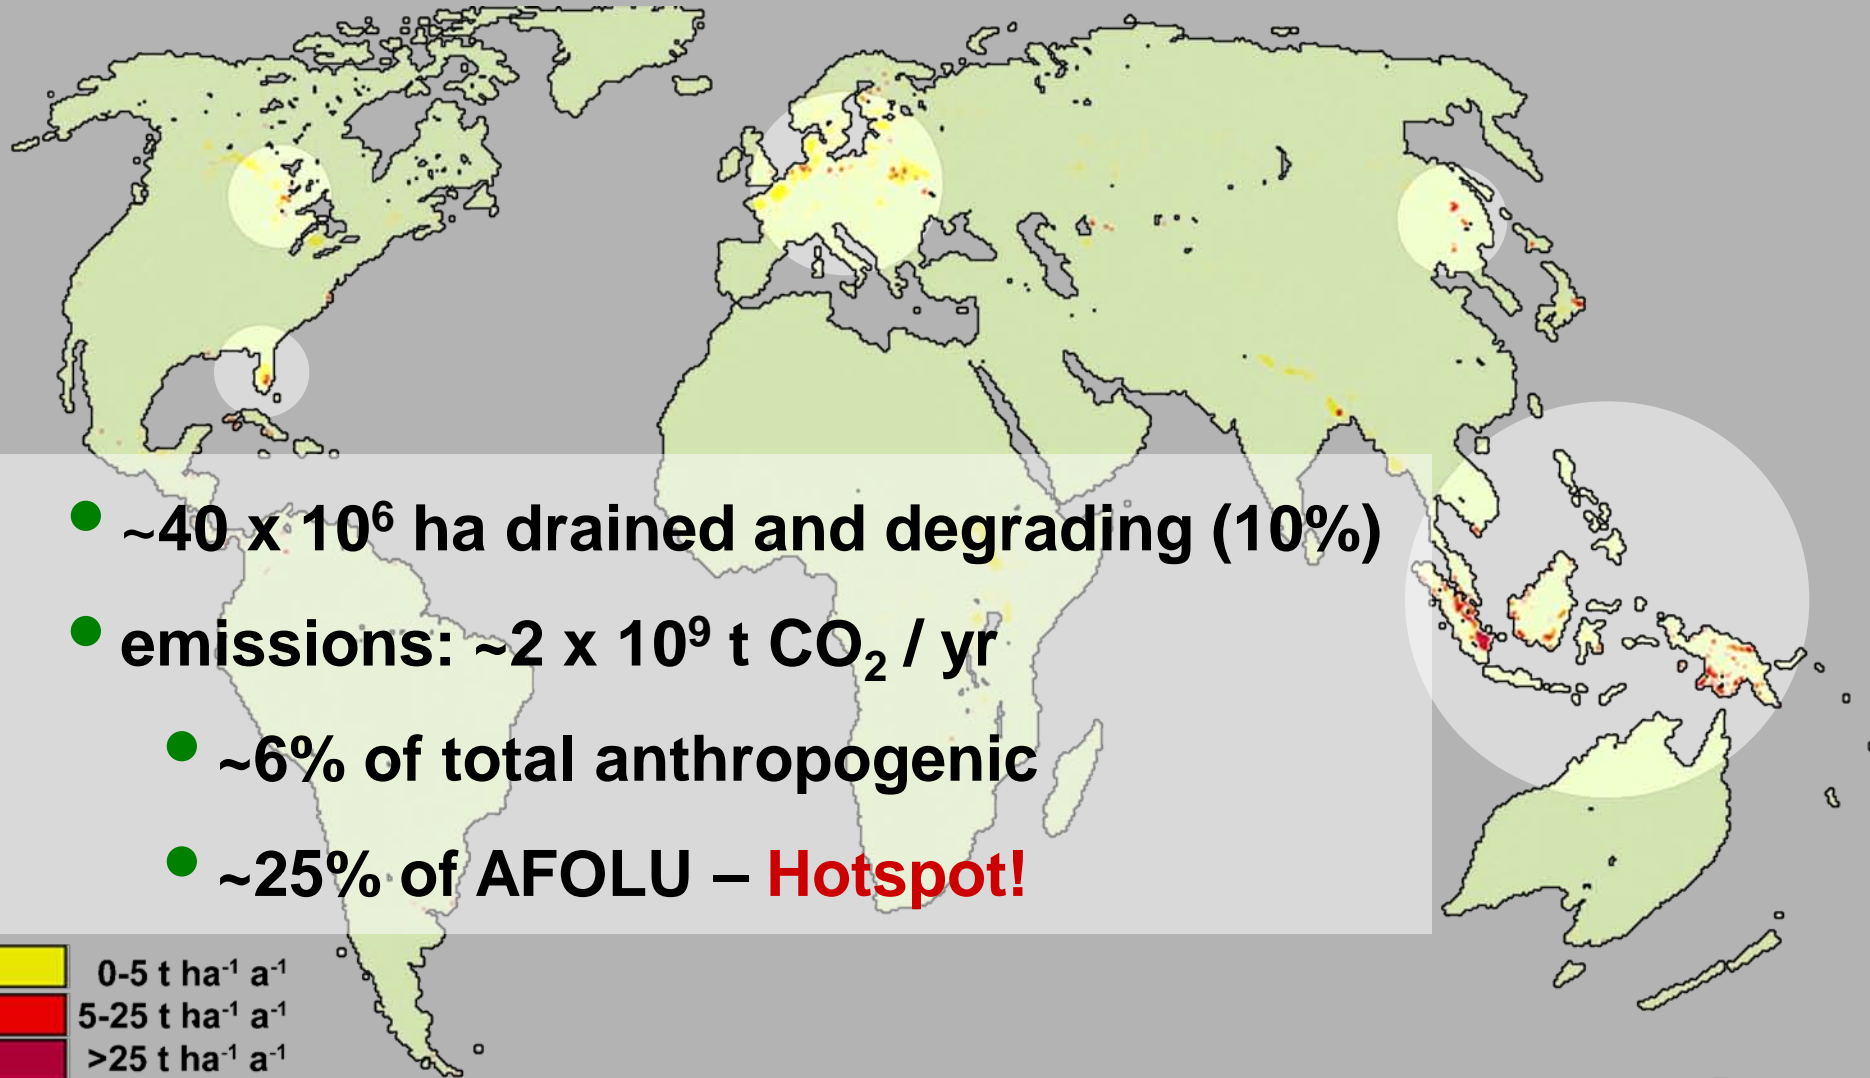 • ~40 x 10⁶ ha drained and degrading (10%)
• emissions: ~2 x 10⁹ t CO₂ / yr
• ~6% of total anthropogenic
• ~25% of AFOLU – Hotspot!
0-5 t ha⁻¹ a⁻¹
5-25 t ha⁻¹ a⁻¹
>25 t ha⁻¹ a⁻¹